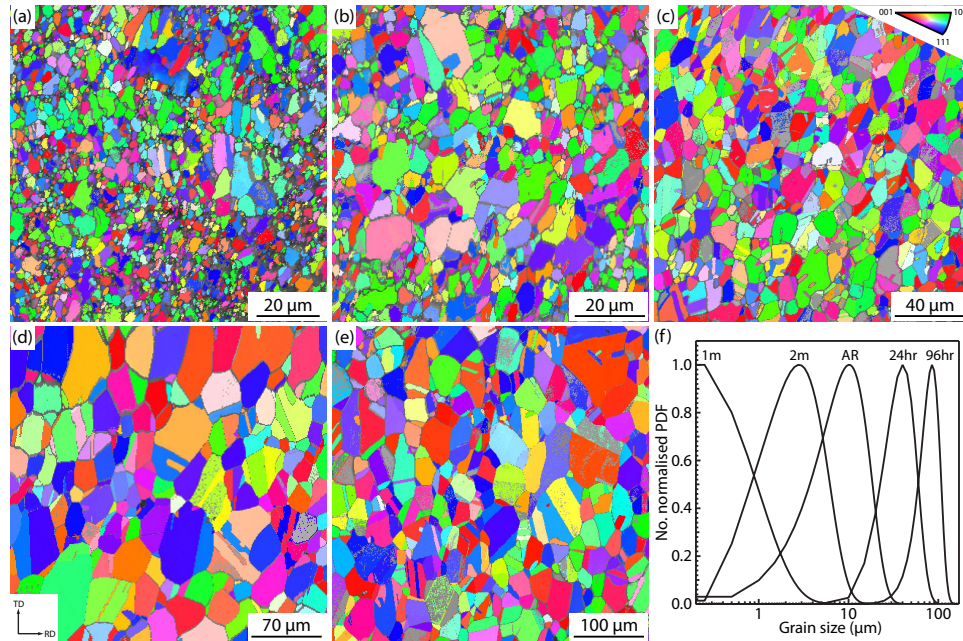 (a)
(b)
(c)
001
10
111
20 µm
20 µm
40 µm
(d)
(e)
(f)
1m
2m
AR
24hr
96hr
1.0
0.8
0.6
0.4
0.2
0.0
No. normalised PDF
1
10
100
Grain size (µm)
TD
RD
70 µm
100 µm